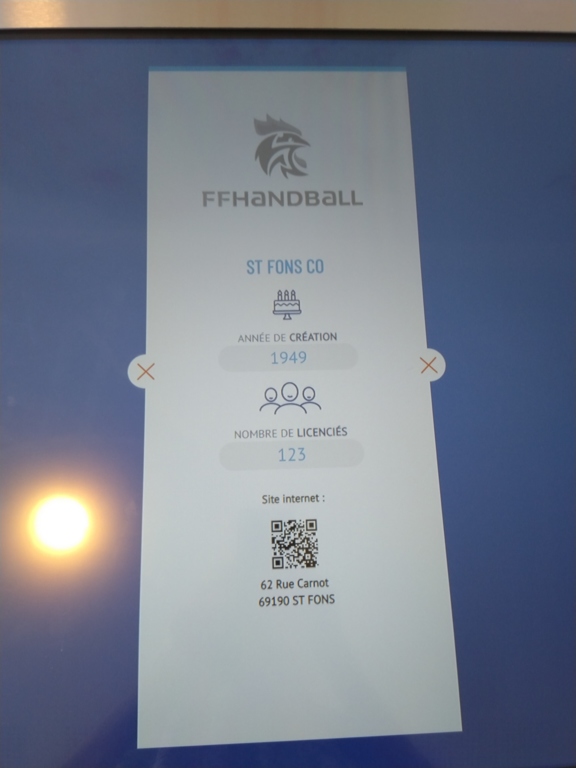 FFHANDBALL
ST FONS CO
ANNÉE DE CRÉATION
1949
NOMBRE DE LICENCIÉS
123
Site internet :
62 Rue Carnot
69190 ST FONS